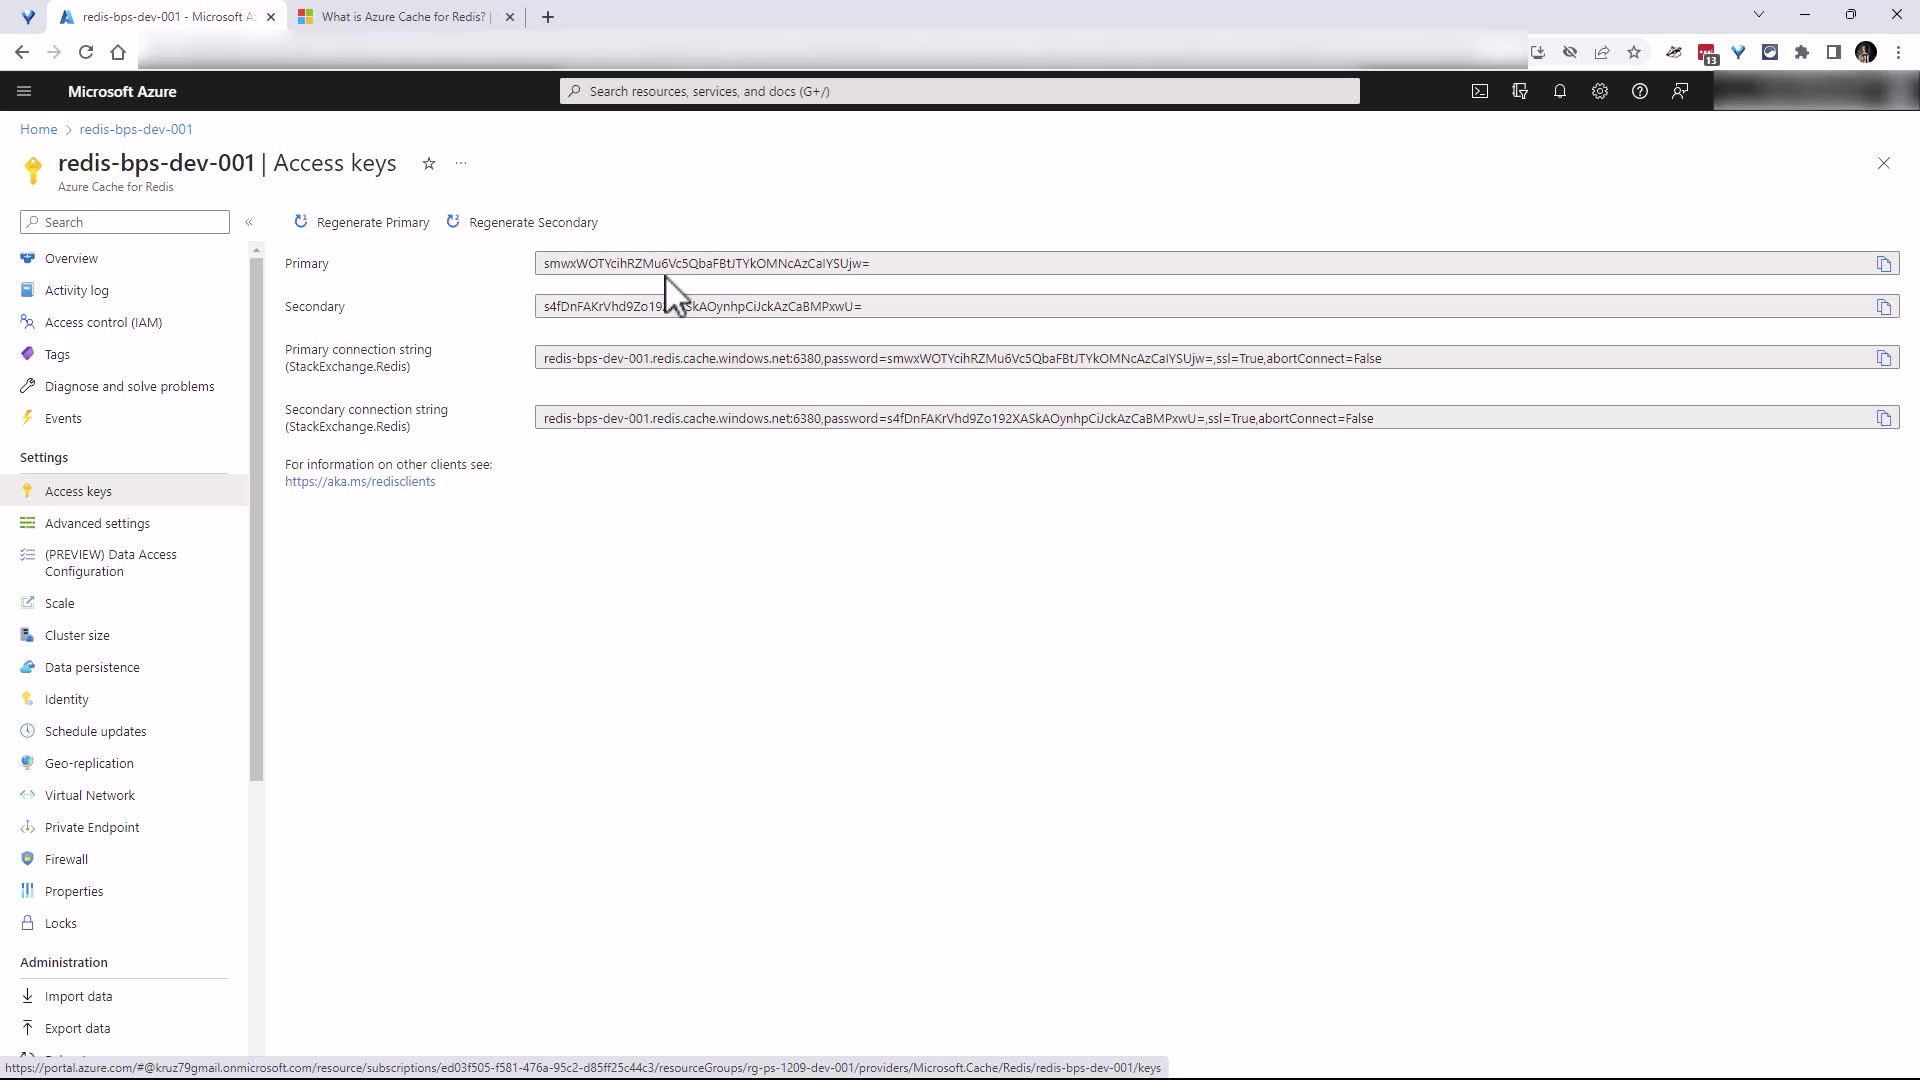 redis-bps-dev-001 - Microsoft A
What is Azure Cache for Redis? |
13
Microsoft Azure
Search resources, services, and docs (G+/)
Home > redis-bps-dev-001
redis-bps-dev-001 | Access keys
Azure Cache for Redis
Search
Regenerate Primary
Regenerate Secondary
Overview
Activity log
Access control (IAM)
Tags
Diagnose and solve problems
Events
Settings
Access keys
Advanced settings
(PREVIEW) Data Access
Configuration
Scale
Cluster size
Data persistence
Identity
Schedule updates
Geo-replication
Virtual Network
Private Endpoint
Firewall
Properties
Locks
Administration
Import data
Export data
Primary
smwxWOTYcihRZMu6Vc5QbaFBtJTYkOMNcAzCaIYSUjw=
Secondary
s4fDnFAKrVhd9Zo192XASkAOynhpCiJckAzCaBMPxwU=
Primary connection string
(StackExchange.Redis)
redis-bps-dev-001.redis.cache.windows.net:6380,password=smwxWOTYcihRZMu6Vc5QbaFBtJTYkOMNcAzCaIYSUjw=,ssl=True,abortConnect=False
Secondary connection string
(StackExchange.Redis)
redis-bps-dev-001.redis.cache.windows.net:6380,password=s4fDnFAKrVhd9Zo192XASkAOynhpCiJckAzCaBMPxwU=,ssl=True,abortConnect=False
For information on other clients see:
https://aka.ms/redisclients
https://portal.azure.com/#@kruz79gmail.onmicrosoft.com/resource/subscriptions/ed03f505-f581-476a-95c2-d85ff25c44c3/resourceGroups/rg-ps-1209-dev-001/providers/Microsoft.Cache/Redis/redis-bps-dev-001/keys